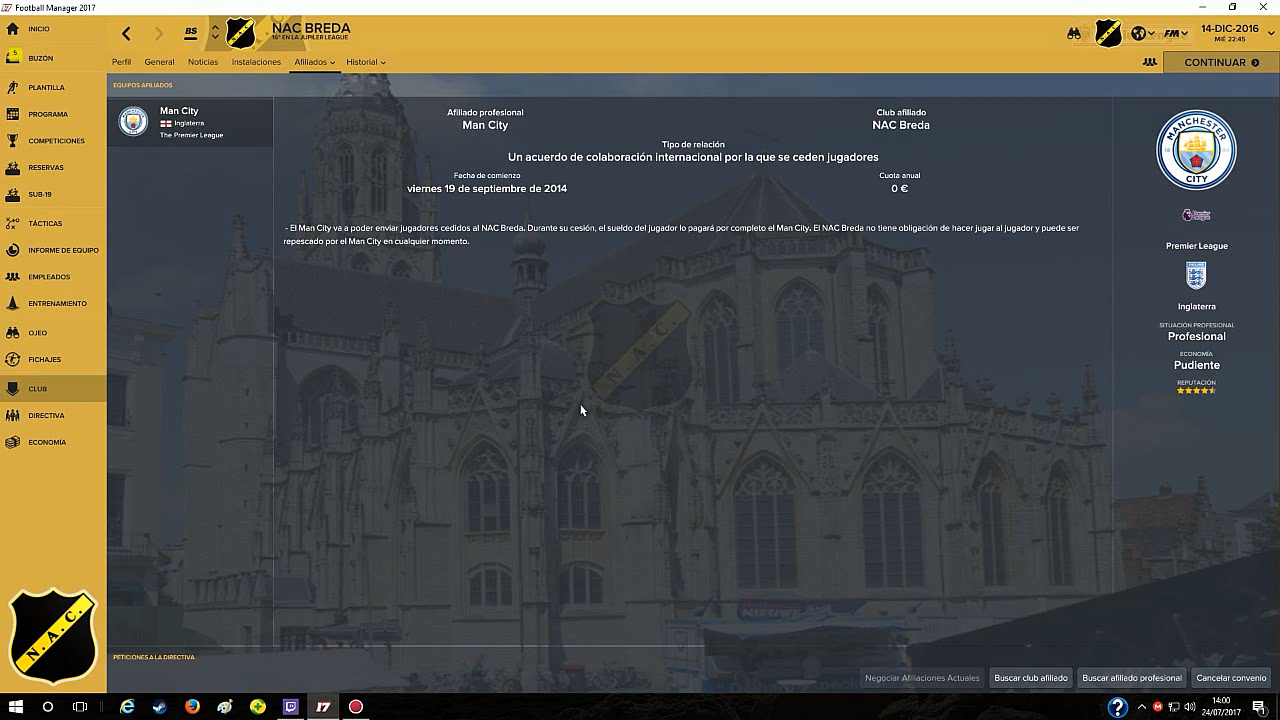 Football Manager 2017
INICIO
5
BUZÓN
PLANTILLA
PROGRAMA
COMPETICIONES
RESERVAS
SUB-19
TÁCTICAS
INFORME DE EQUIPO
EMPLEADOS
ENTRENAMIENTO
OJEO
FICHAJES
CLUB
DIRECTIVA
ECONOMÍA
N.A.C.
BS
NAC BREDA
16º EN LA JUPILER LEAGUE
FM
14-DIC-2016
MIÉ 22:45
Perfil
General
Noticias
Instalaciones
Afiliados
Historial
CONTINUAR
EQUIPOS AFILIADOS
Man City
Inglaterra
The Premier League
Afiliado profesional
Man City
Club afiliado
NAC Breda
Tipo de relación
Un acuerdo de colaboración internacional por la que se ceden jugadores
Fecha de comienzo
viernes 19 de septiembre de 2014
Cuota anual
0 €
- El Man City va a poder enviar jugadores cedidos al NAC Breda. Durante su cesión, el sueldo del jugador lo pagará por completo el Man City. El NAC Breda no tiene obligación de hacer jugar al jugador y puede ser
repescado por el Man City en cualquier momento.
N.A.C.
NIEUWS
MANCHESTER
18 94
CITY
Premier League
Inglaterra
SITUACIÓN PROFESIONAL
Profesional
ECONOMÍA
Pudiente
REPUTACIÓN
PETICIONES A LA DIRECTIVA
Negociar Afiliaciones Actuales
Buscar club afiliado
Buscar afiliado profesional
Cancelar convenio
17
14:00
24/07/2017